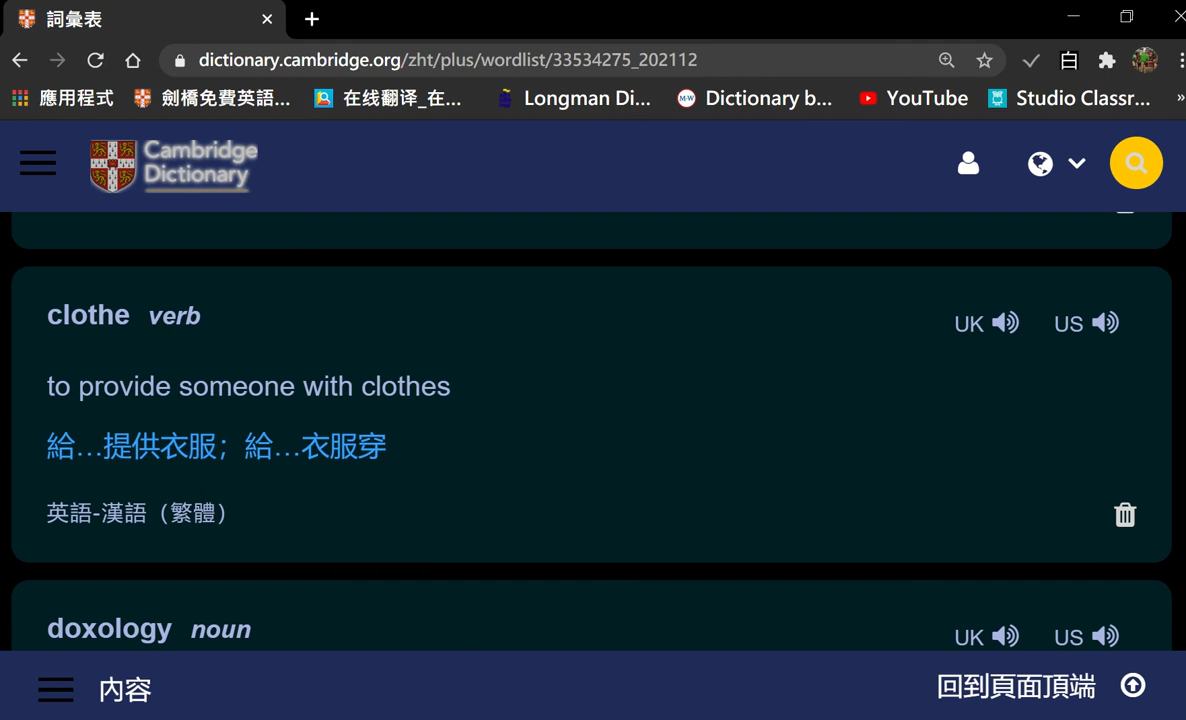 詞彙表
dictionary.cambridge.org/zht/plus/wordlist/33534275_202112
白
應用程式 劍橋免費英語... 在线翻译_在... M-W Longman Di... Dictionary b... YouTube Studio Classr... »
Cambridge
Dictionary
clothe verb
UK US
to provide someone with clothes
給…提供衣服；給…衣服穿
英語-漢語（繁體）
doxology noun
UK US
內容
回到頁面頂端